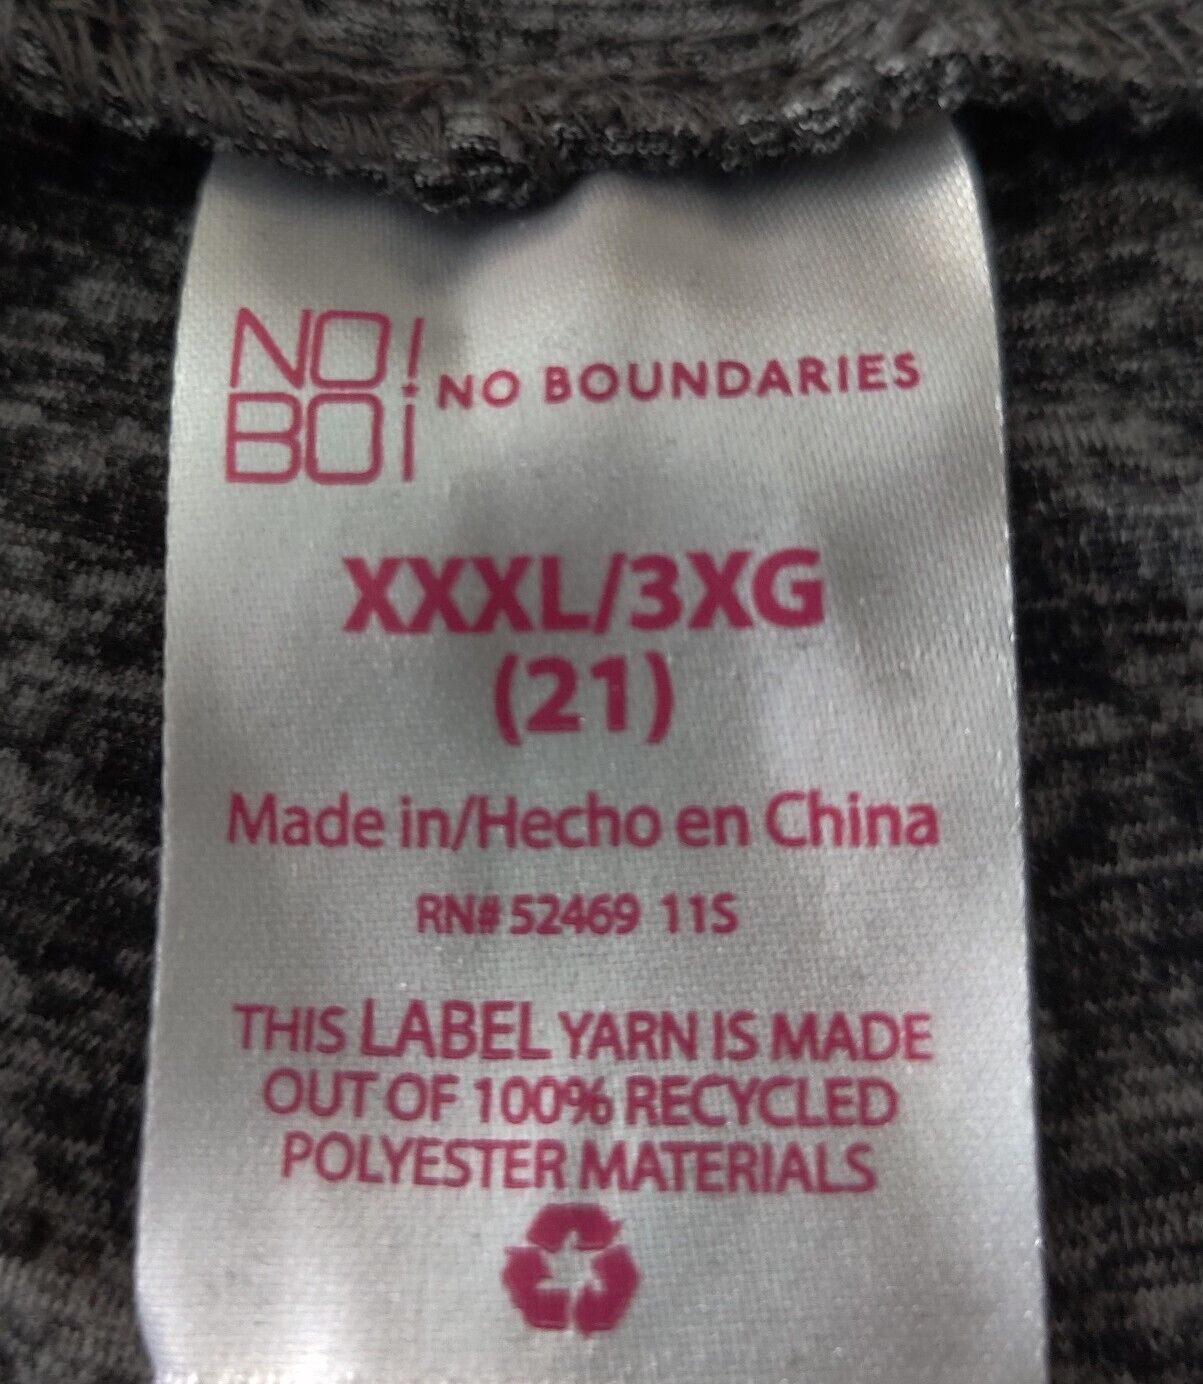 NO!
BO¡
NO BOUNDARIES
XXXL/3XG
(21)
Made in/Hecho en China
RN# 52469 11S
THIS LABEL YARN IS MADE
OUT OF 100% RECYCLED
POLYESTER MATERIALS